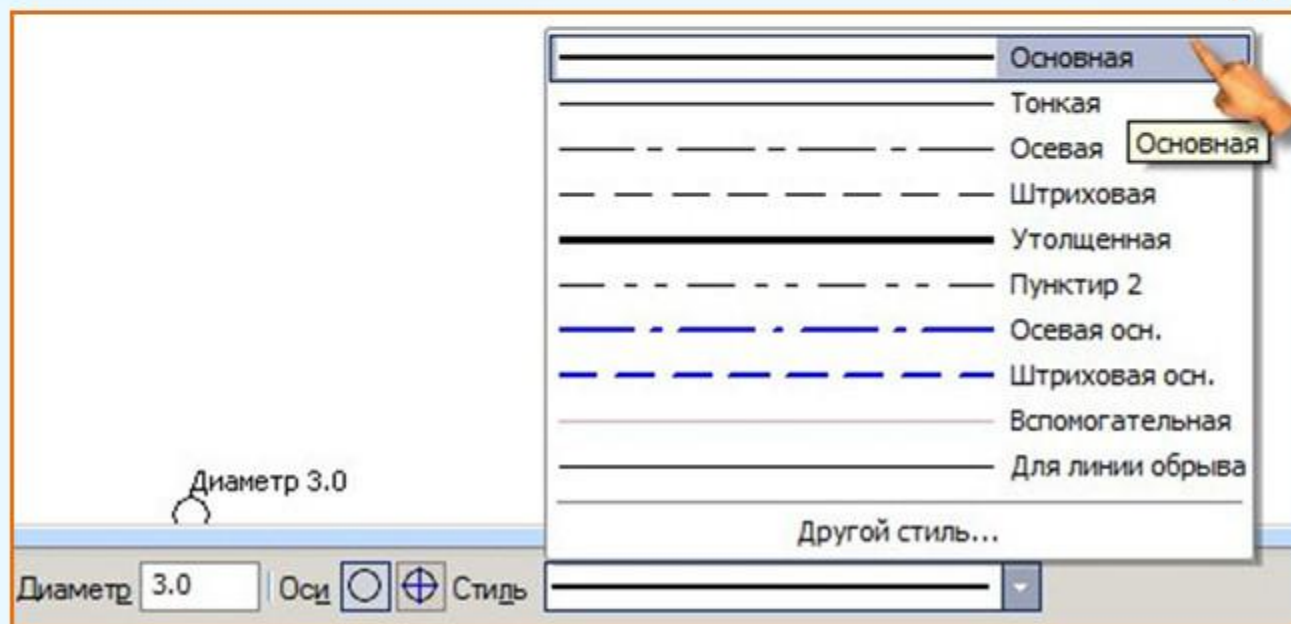 Основная
Тонкая
Осевая
Основная
Штриховая
Утолщенная
Пунктир 2
Осевая осн.
Штриховая осн.
Вспомогательная
Для линии обрыва
Диаметр 3.0
Другой стиль...
Диаметр 3.0 Оси Стиль